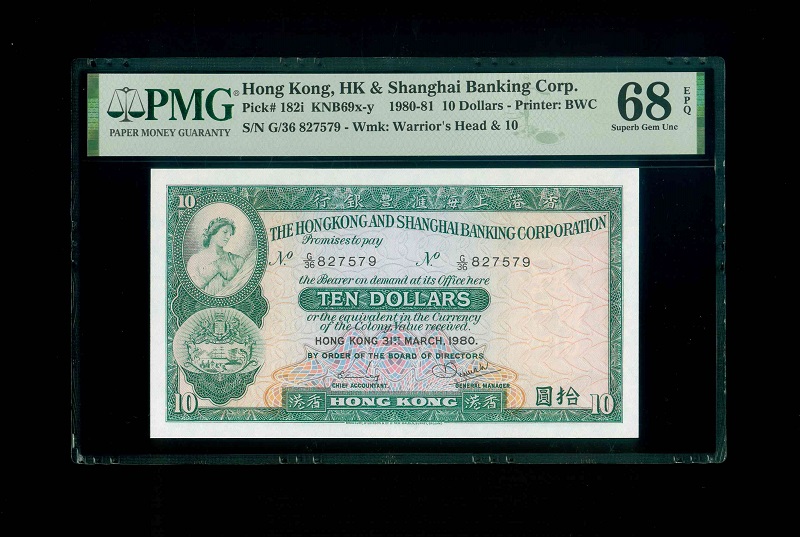 PMG®
PAPER MONEY GUARANTY
Hong Kong, HK & Shanghai Banking Corp.
Pick# 182i KNB69x-y 1980-81 10 Dollars - Printer: BWC
S/N G/36 827579 - Wmk: Warrior's Head & 10
68
EPQ
Superb Gem Unc
10
行銀豐滙海上港香
THE HONGKONG AND SHANGHAI BANKING CORPORATION
Promises to pay
No G/36 827579 No G/36 827579
the Bearer on demand at its Office here
TEN DOLLARS
or the equivalent in the Currency
of the Colony, Value received.
HONG KONG 31ST MARCH, 1980.
BY ORDER OF THE BOARD OF DIRECTORS
CHIEF ACCOUNTANT. GENERAL MANAGER.
10 港香 HONG KONG 港香 圓拾 10